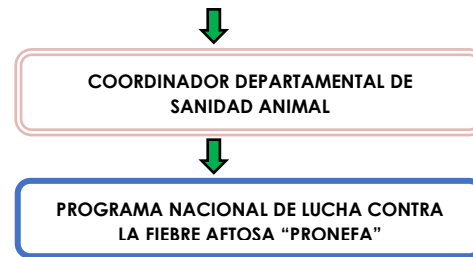 COORDINADOR DEPARTAMENTAL DE
SANIDAD ANIMAL
PROGRAMA NACIONAL DE LUCHA CONTRA
LA FIEBRE AFTOSA “PRONEFA”